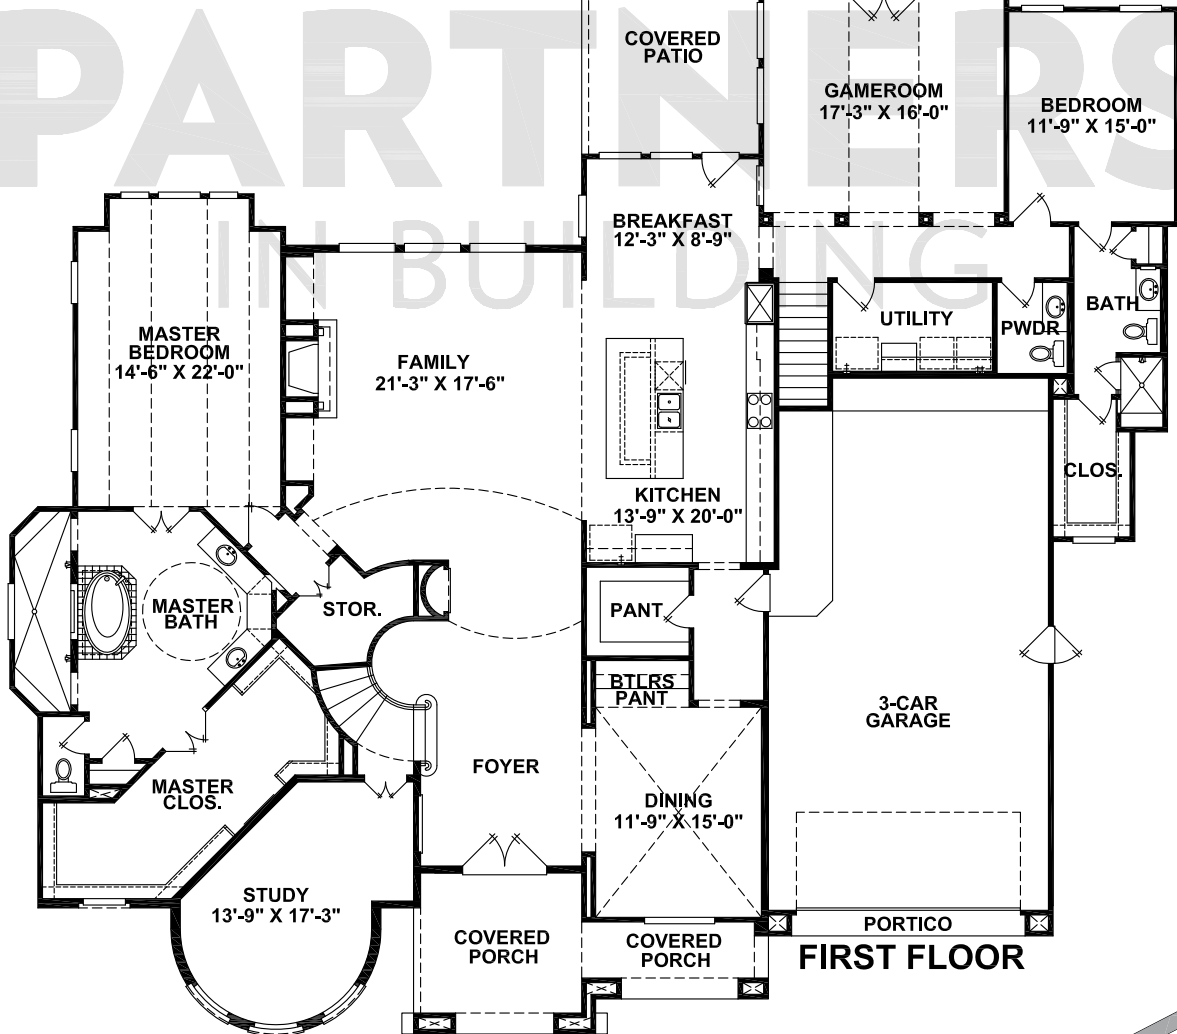 PARTNERS
IN BUILDING
COVERED
PATIO
GAMEROOM
17'-3" X 16'-0"
BEDROOM
11'-9" X 15'-0"
BREAKFAST
12'-3" X 8'-9"
MASTER
BEDROOM
14'-6" X 22'-0"
FAMILY
21'-3" X 17'-6"
UTILITY
PWDR
BATH
KITCHEN
13'-9" X 20'-0"
CLOS.
MASTER
BATH
STOR.
PANT
BTLRS
PANT
3-CAR
GARAGE
FOYER
MASTER
CLOS.
DINING
11'-9" X 15'-0"
STUDY
13'-9" X 17'-3"
COVERED
PORCH
COVERED
PORCH
PORTICO
FIRST FLOOR